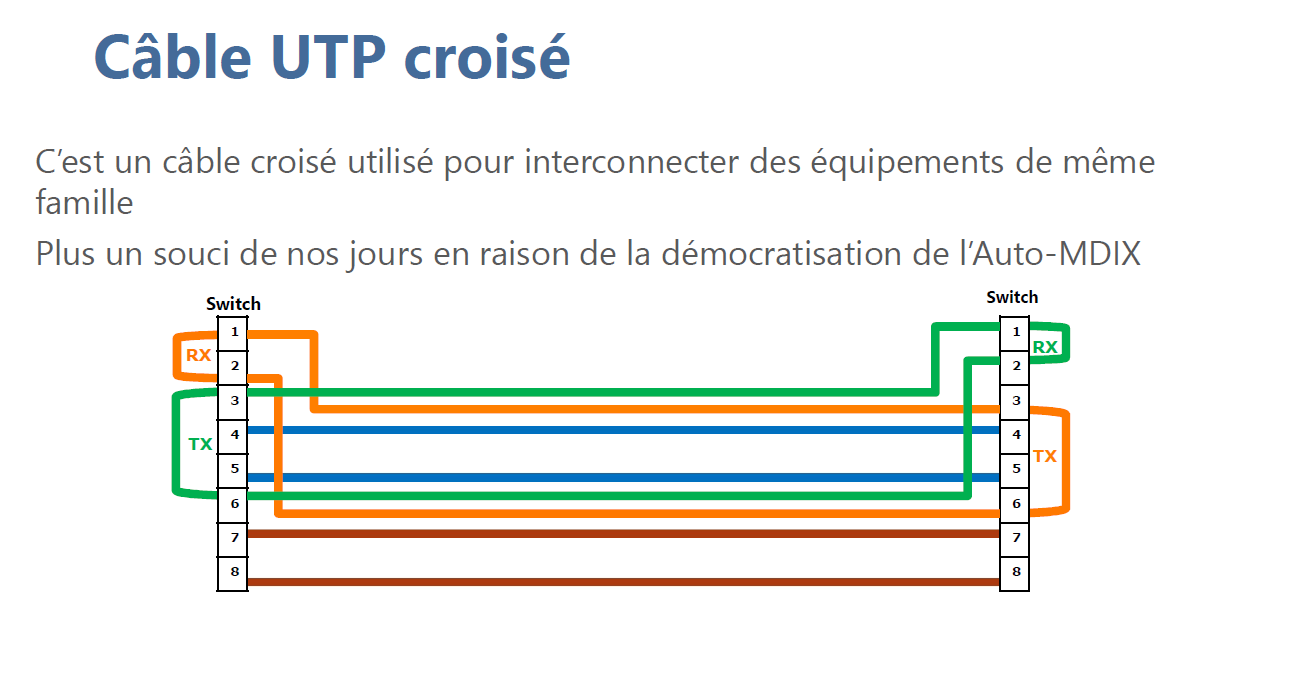 Câble UTP croisé
C’est un câble croisé utilisé pour interconnecter des équipements de même
famille
Plus un souci de nos jours en raison de la démocratisation de l’Auto-MDIX
Switch
1
2
3
4
5
6
7
8
RX
TX
Switch
1
2
3
4
5
6
7
8
RX
TX